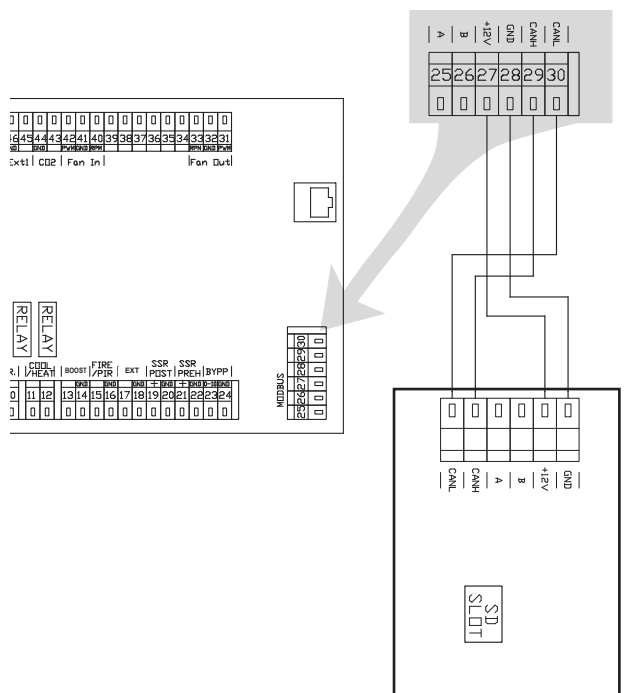 A B +12V GND CANH CANL
25 26 27 28 29 30
45 44 43 42 41 40 39 38 37 36 35 34 33 32 31
GND PWM GND RPM RPM GND PWM
Ext1 CO2 Fan In Fan Out
RELAY RELAY
30
29
28
27
26
25
MODBUS
COOL /HEAT BOOST FIRE /PIR EXT SSR POST SSR PREH BYPP
GND GND GND + GND + GND 0-10 GND
11 12 13 14 15 16 17 18 19 20 21 22 23 24
CANL CANH A B +12V GND
SD
SLOT